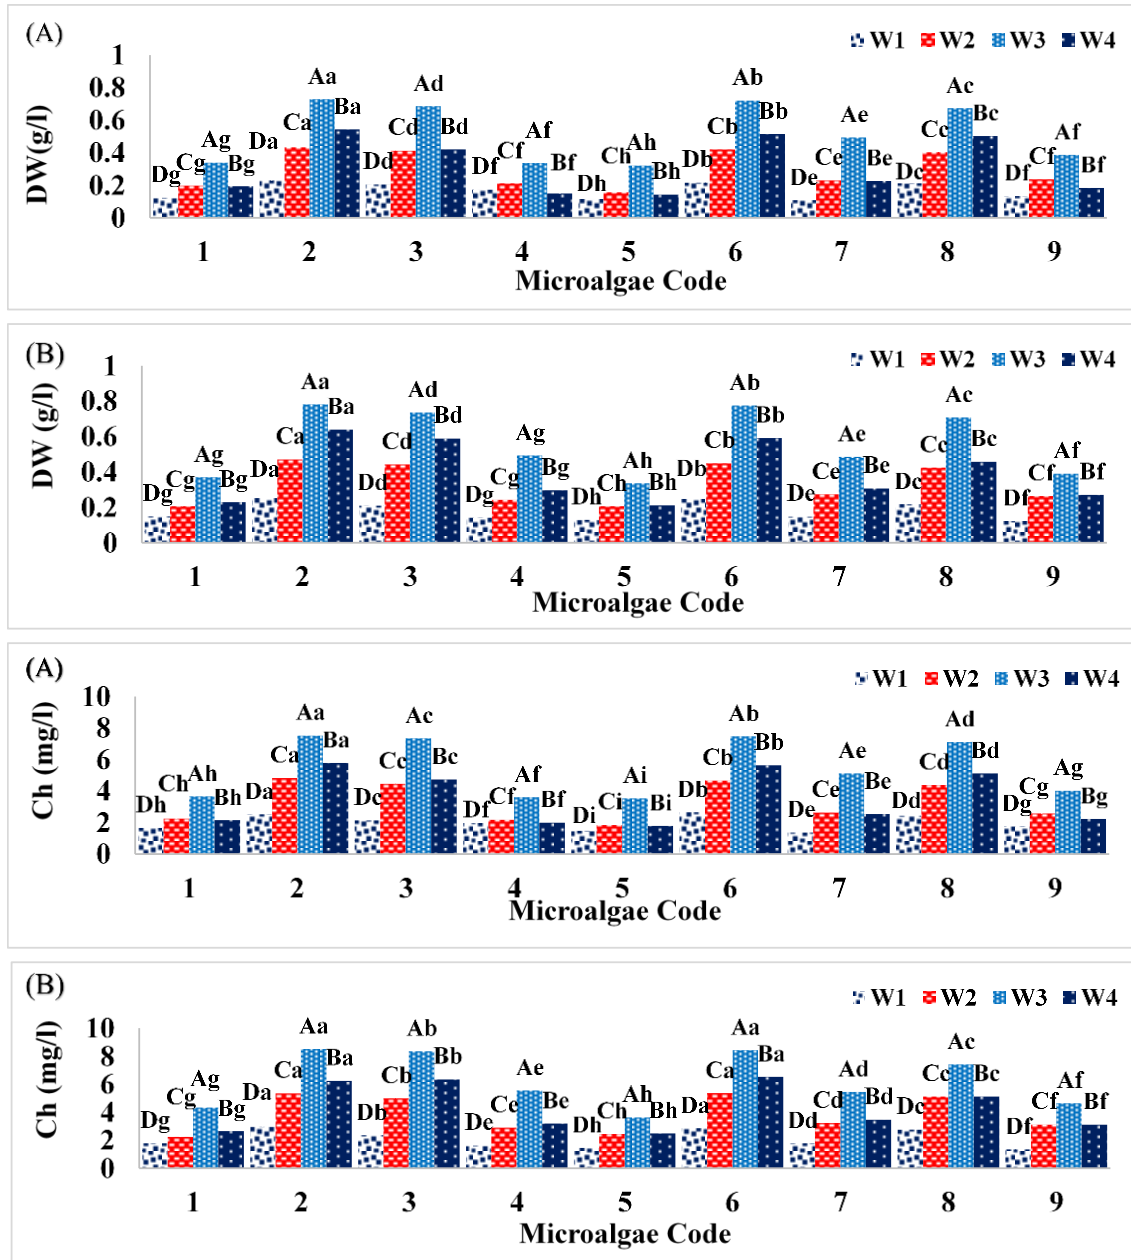 (A)
W1 W2 W3 W4
DW(g/l)
1
0.8
0.6
0.4
0.2
0
Dg Cg Ag Bg Da Ca Aa Ba Dd Cd Ad Bd Df Cf Af Bf Dh Ch Ah Bh Db Cb Ab Bb De Ce Ae Be Dc Cc Ac Bc Df Cf Af Bf
1 2 3 4 5 6 7 8 9
Microalgae Code
(B)
W1 W2 W3 W4
DW (g/l)
1
0.8
0.6
0.4
0.2
0
Dg Cg Ag Bg Da Ca Aa Ba Dd Cd Ad Bd Dg Cg Ag Bg Dh Ch Ah Bh Db Cb Ab Bb De Ce Ae Be Dc Cc Ac Bc Df Cf Af Bf
1 2 3 4 5 6 7 8 9
Microalgae Code
(A)
W1 W2 W3 W4
Ch (mg/l)
10
8
6
4
2
0
Dh Ch Ah Bh Da Ca Aa Ba Dc Cc Ac Bc Df Cf Af Bf Di Ci Ai Bi Db Cb Ab Bb De Ce Ae Be Dd Cd Ad Bd Dg Cg Ag Bg
1 2 3 4 5 6 7 8 9
Microalgae Code
(B)
W1 W2 W3 W4
Ch (mg/l)
10
8
6
4
2
0
Dg Cg Ag Bg Da Ca Aa Ba Db Cb Ab Bb De Ce Ae Be Dh Ch Ah Bh Da Ca Aa Ba Dd Cd Ad Bd Dc Cc Ac Bc Df Cf Af Bf
1 2 3 4 5 6 7 8 9
Microalgae Code